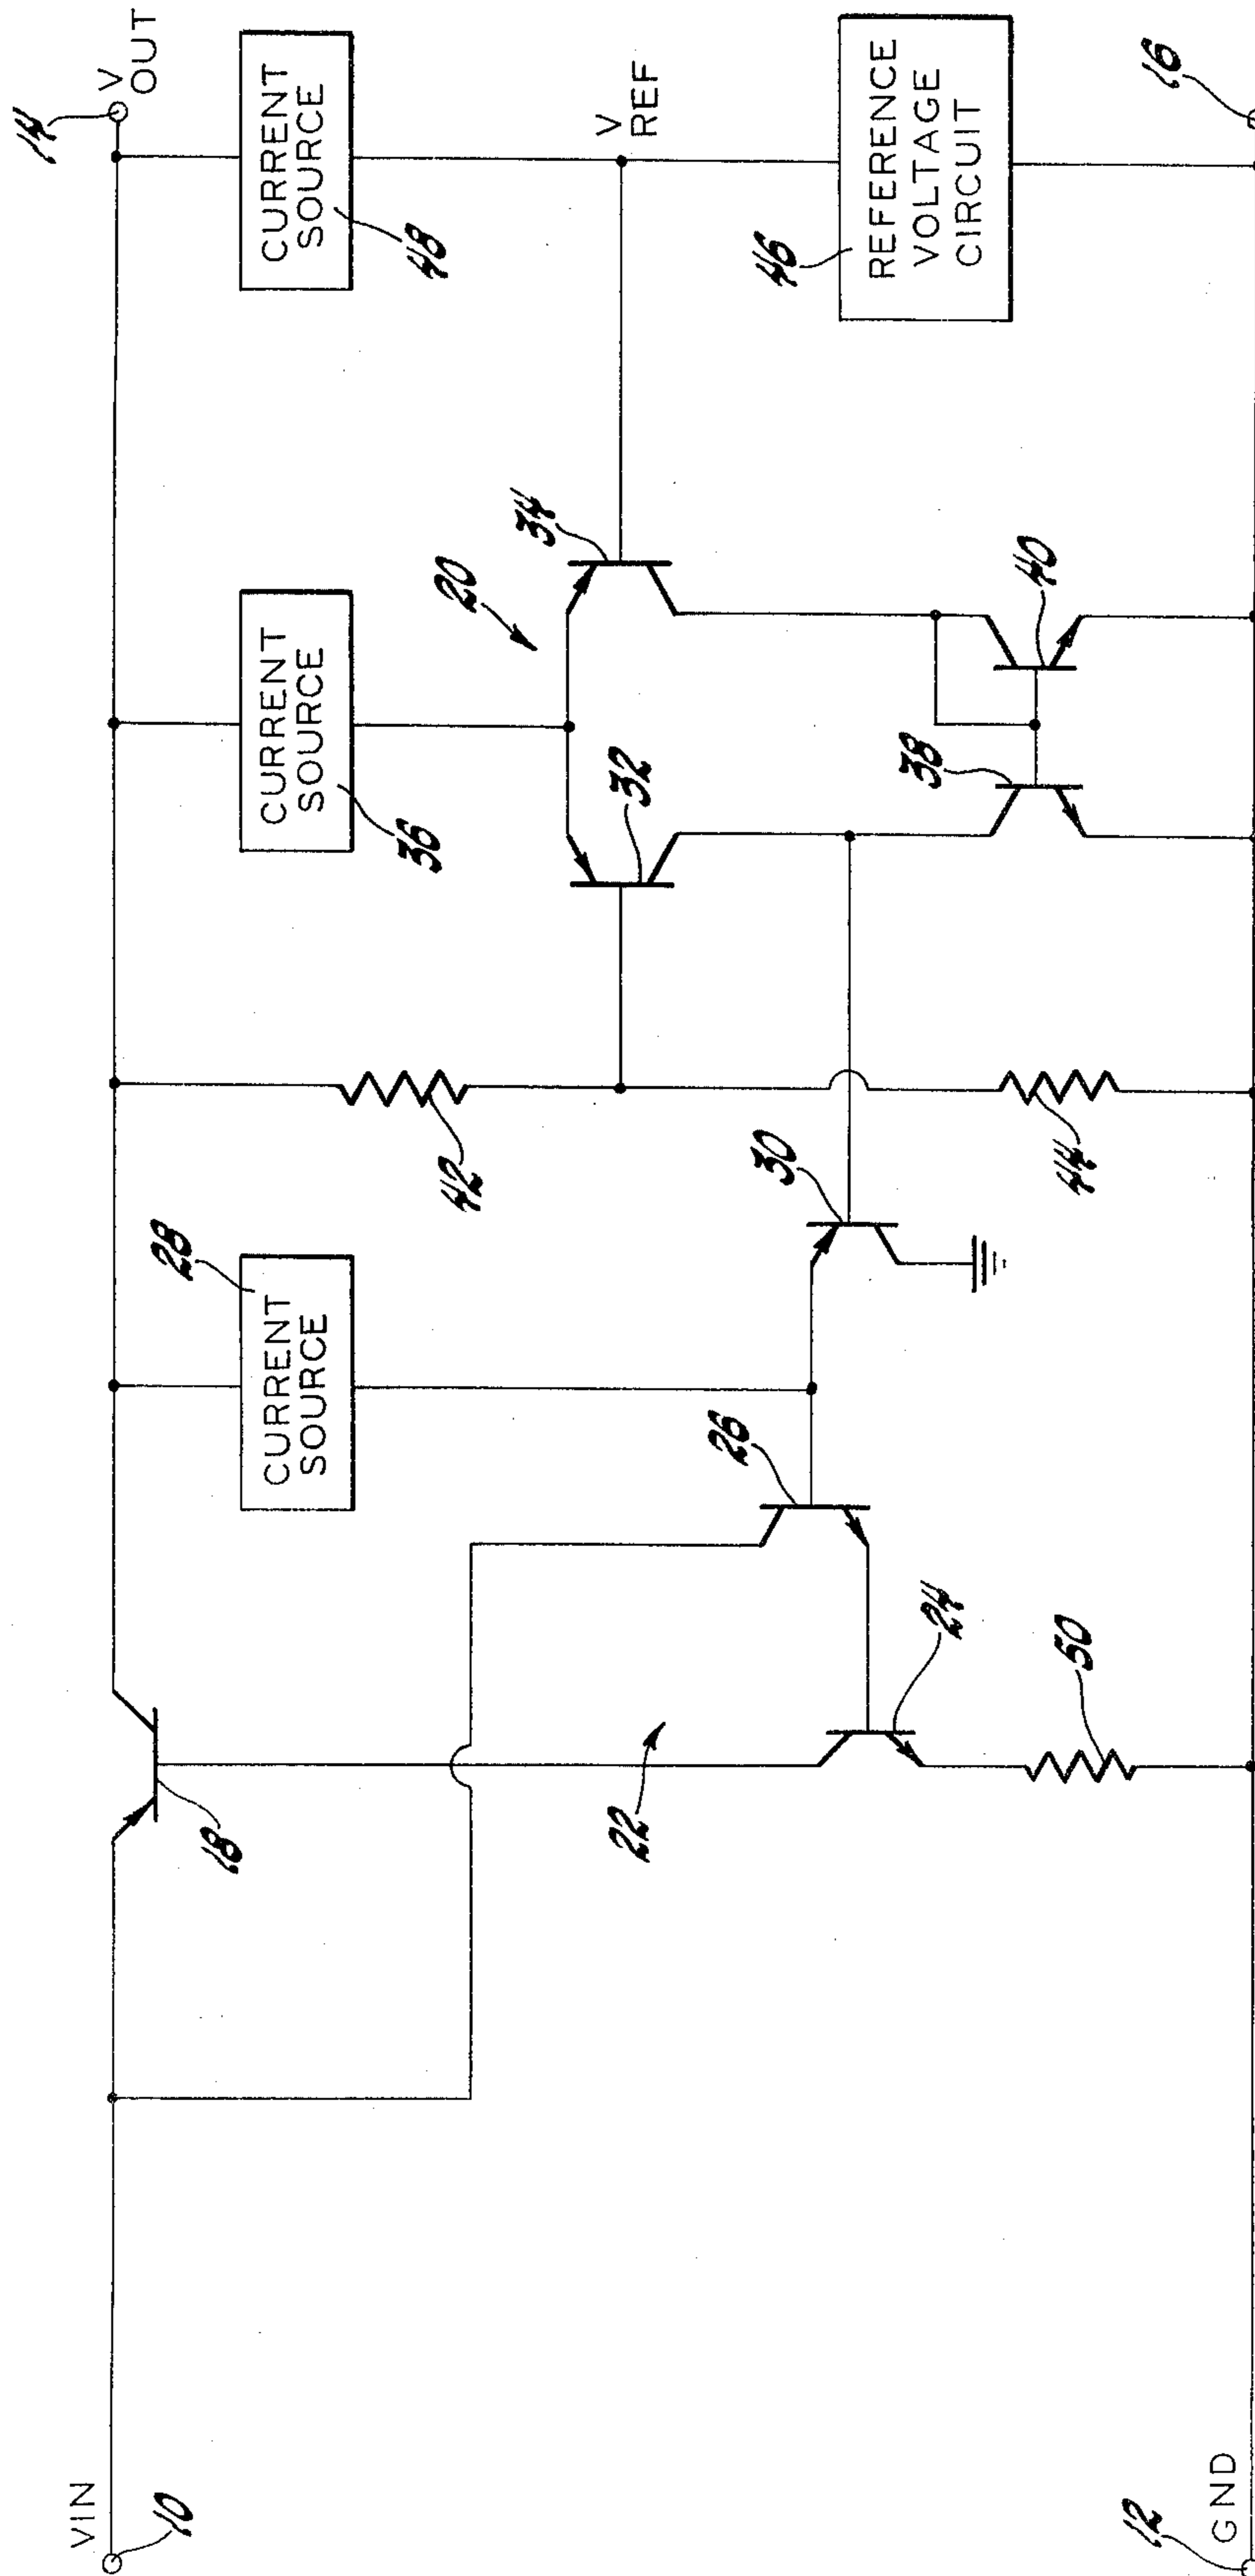 VIN
10
18
28
CURRENT
SOURCE
36
CURRENT
SOURCE
14
V
OUT
CURRENT
SOURCE
48
V
REF
42
20
32
34
22
26
30
46
REFERENCE
VOLTAGE
CIRCUIT
24
50
44
38
40
12
GND
16